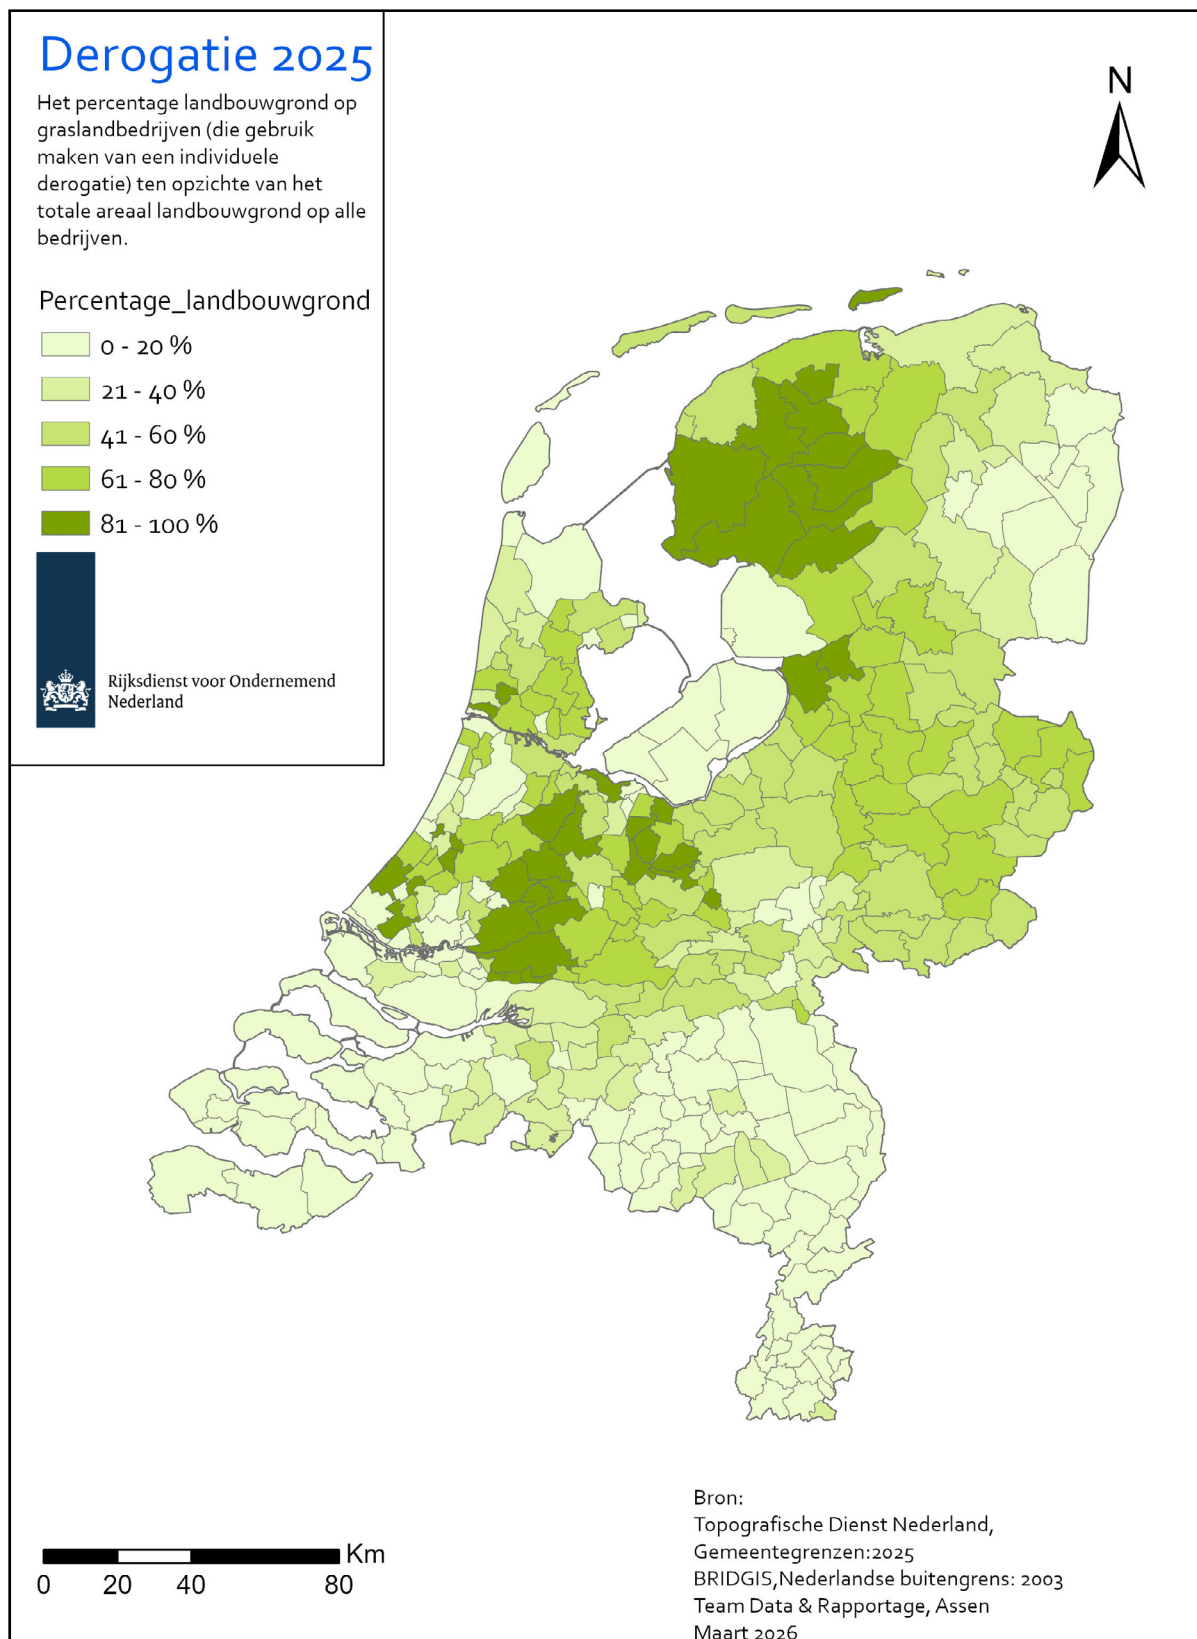 Derogatie 2025
Het percentage landbouwgrond op
graslandbedrijven (die gebruik
maken van een individuele
derogatie) ten opzichte van het
totale areaal landbouwgrond op alle
bedrijven.
Percentage_landbouwgrond
0 - 20 %
21 - 40 %
41 - 60 %
61 - 80 %
81 - 100 %
Rijksdienst voor Ondernemend
Nederland
N
Km
0 20 40 80
Bron:
Topografische Dienst Nederland,
Gemeentegrenzen:2025
BRIDGIS,Nederlandse buitengrens: 2003
Team Data & Rapportage, Assen
Maart 2026